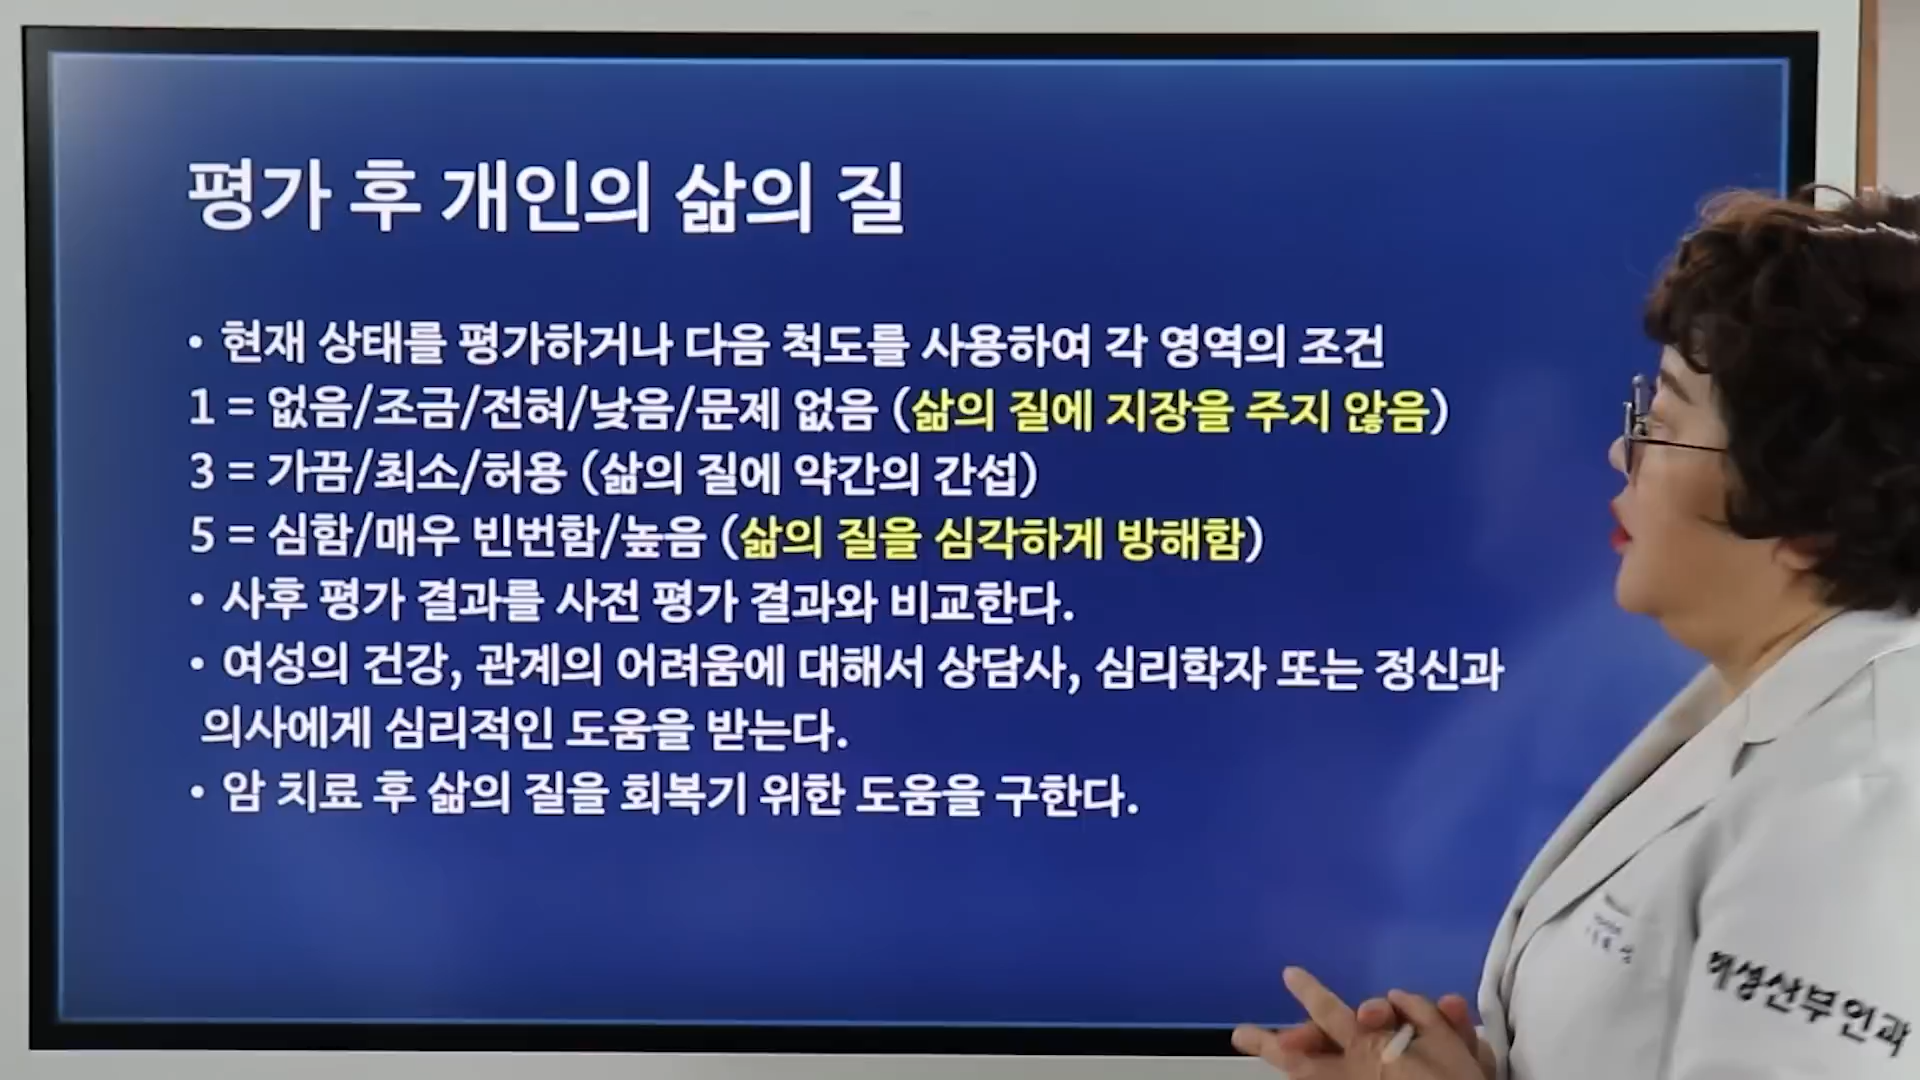 평가 후 개인의 삶의 질
• 현재 상태를 평가하거나 다음 척도를 사용하여 각 영역의 조건
1 = 없음/조금/전혀/낮음/문제 없음 (삶의 질에 지장을 주지 않음)
3 = 가끔/최소/허용 (삶의 질에 약간의 간섭)
5 = 심함/매우 빈번함/높음 (삶의 질을 심각하게 방해함)
• 사후 평가 결과를 사전 평가 결과와 비교한다.
• 여성의 건강, 관계의 어려움에 대해서 상담사, 심리학자 또는 정신과
의사에게 심리적인 도움을 받는다.
• 암 치료 후 삶의 질을 회복기 위한 도움을 구한다.